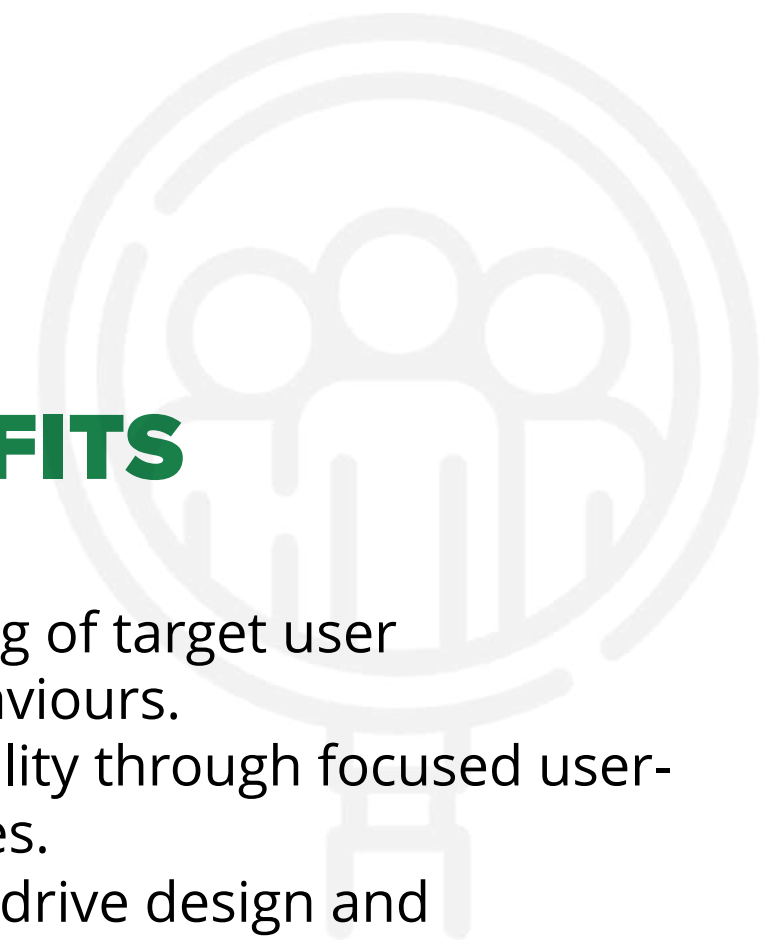 FITS
g of target user
aviours.
lity through focused user-
es.
drive design and